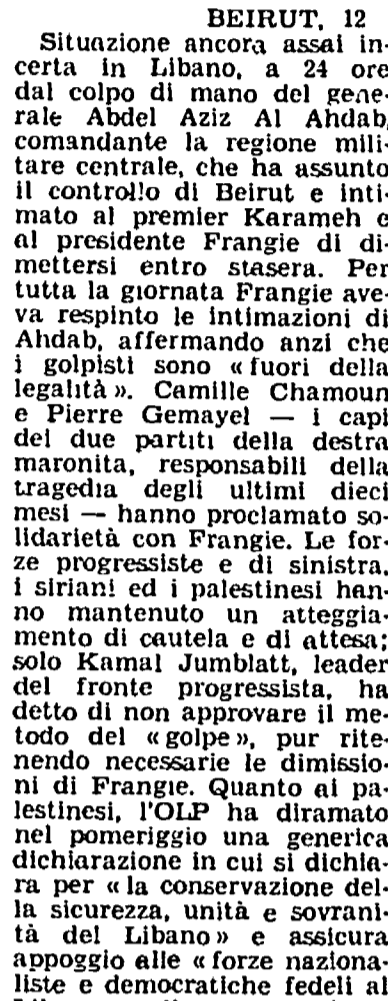 BEIRUT, 12
Situazione ancora assai in-
certa in Libano, a 24 ore
dal colpo di mano del gene-
rale Abdel Aziz Al Ahdab,
comandante la regione mili-
tare centrale, che ha assunto
il controllo di Beirut e inti-
mato al premier Karameh e
al presidente Frangie di di-
mettersi entro stasera. Per
tutta la giornata Frangie ave-
va respinto le intimazioni di
Ahdab, affermando anzi che
i golpisti sono «fuori della
legalità». Camille Chamoun
e Pierre Gemayel — i capi
dei due partiti della destra
maronita, responsabili della
tragedia degli ultimi dieci
mesi — hanno proclamato so-
lidarietà con Frangie. Le for-
ze progressiste e di sinistra,
i siriani ed i palestinesi han-
no mantenuto un atteggia-
mento di cautela e di attesa;
solo Kamal Jumblatt, leader
del fronte progressista, ha
detto di non approvare il me-
todo del «golpe», pur rite-
nendo necessarie le dimissio-
ni di Frangie. Quanto ai pa-
lestinesi, l'OLP ha diramato
nel pomeriggio una generica
dichiarazione in cui si dichia-
ra per «la conservazione del-
la sicurezza, unità e sovrani-
tà del Libano» e assicura
appoggio alle «forze naziona-
liste e democratiche fedeli al